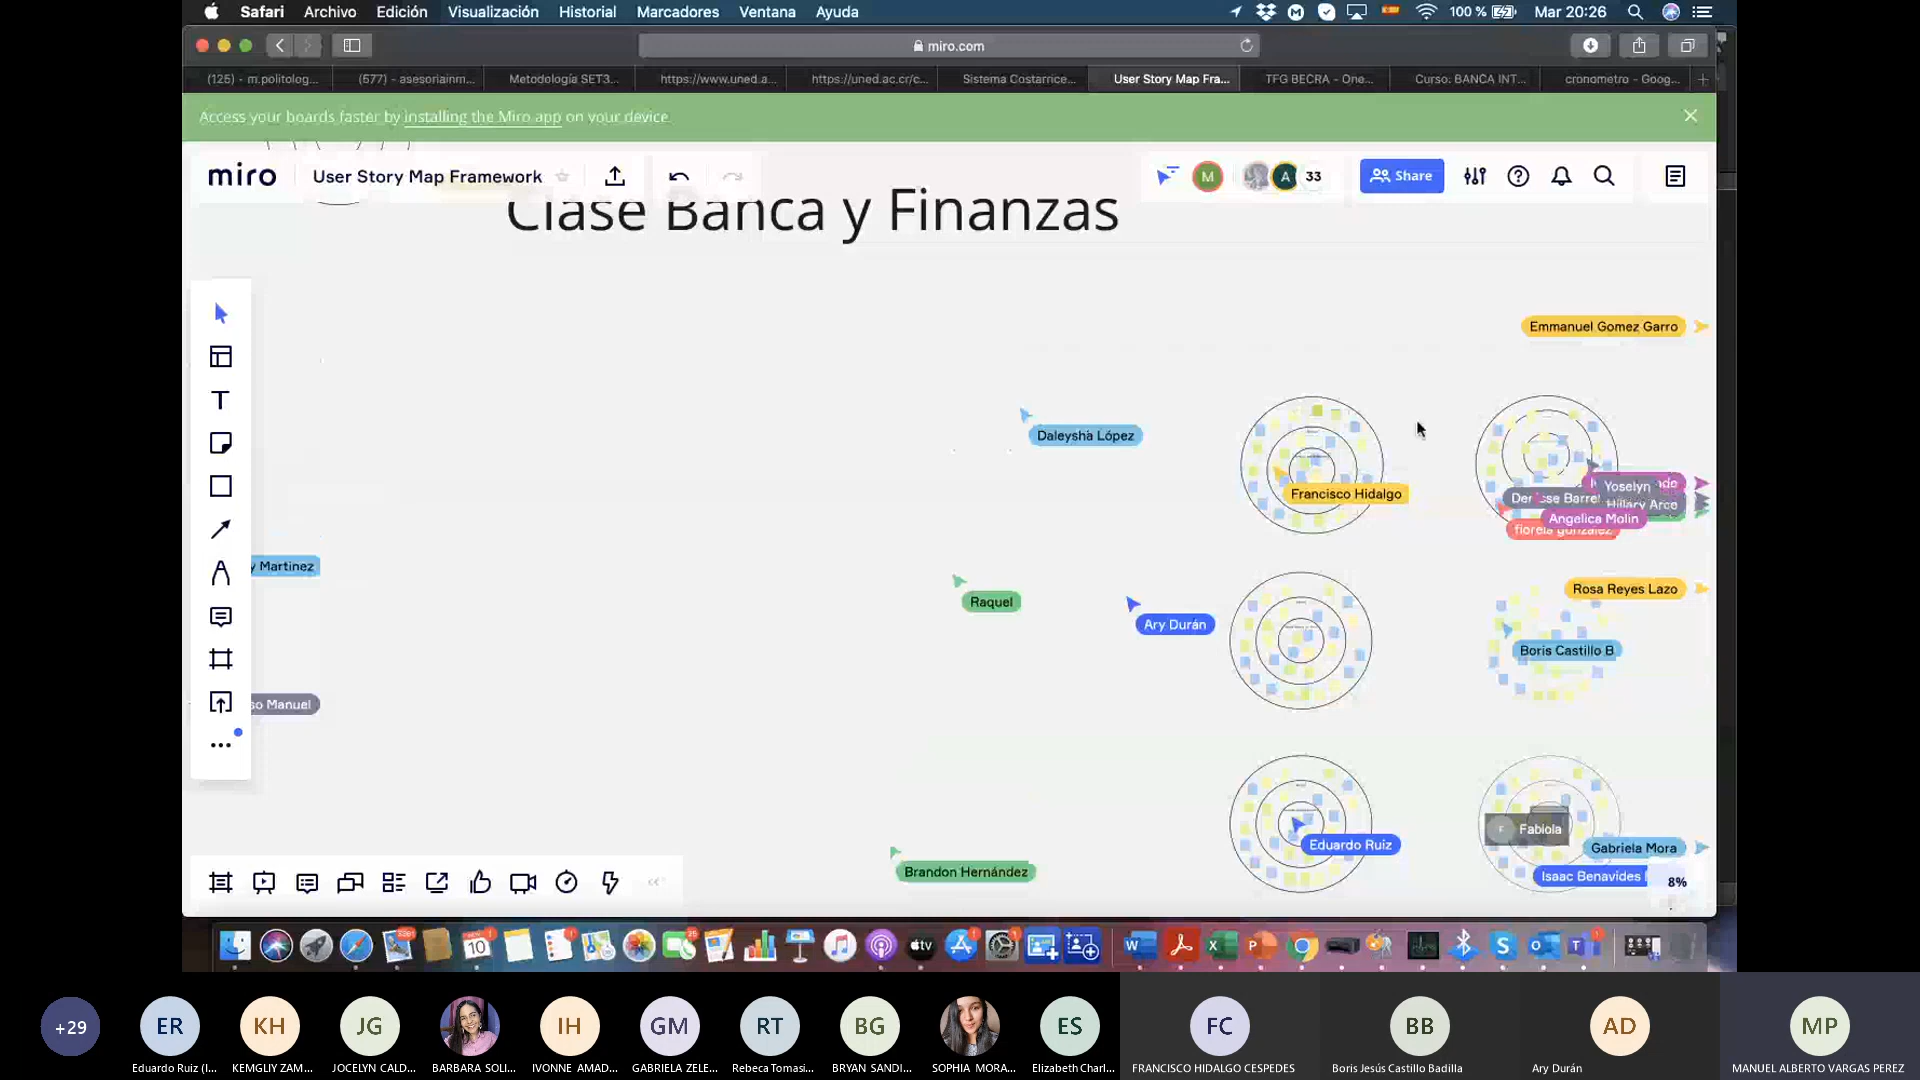 Safari Archivo Edición Visualización Historial Marcadores Ventana Ayuda 100 % Mar 20:26
miro.com
(125) - m.politolog... (577) - asesoriainm... Metodología SET3... https://www.uned.a... https://uned.ac.cr/c... Sistema Costarrice... User Story Map Fra... TFG BECRA - One... Curso: BANCA INT... cronometro - Goog...
Access your boards faster by installing the Miro app on your device
miro User Story Map Framework M A 33 Share
Clase Banca y Finanzas
Emmanuel Gomez Garro
Daleysha López
Francisco Hidalgo
Yoselyn
Hillary Arce
Angelica Molin
fiorela gonzalez
y Martinez
Rosa Reyes Lazo
Raquel
Ary Durán
Boris Castillo B
so Manuel
Fabiola
Eduardo Ruiz
Gabriela Mora
Brandon Hernández
Isaac Benavides
8%
+29 ER KH JG IH GM RT BG ES FC BB AD MP
Eduardo Ruiz (I... KEMGLIY ZAM... JOCELYN CALD... BARBARA SOLI... IVONNE AMAD... GABRIELA ZELE... Rebeca Tomasi... BRYAN SANDI... SOPHIA MORA... Elizabeth Charl... FRANCISCO HIDALGO CESPEDES Boris Jesús Castillo Badilla Ary Durán MANUEL ALBERTO VARGAS PEREZ